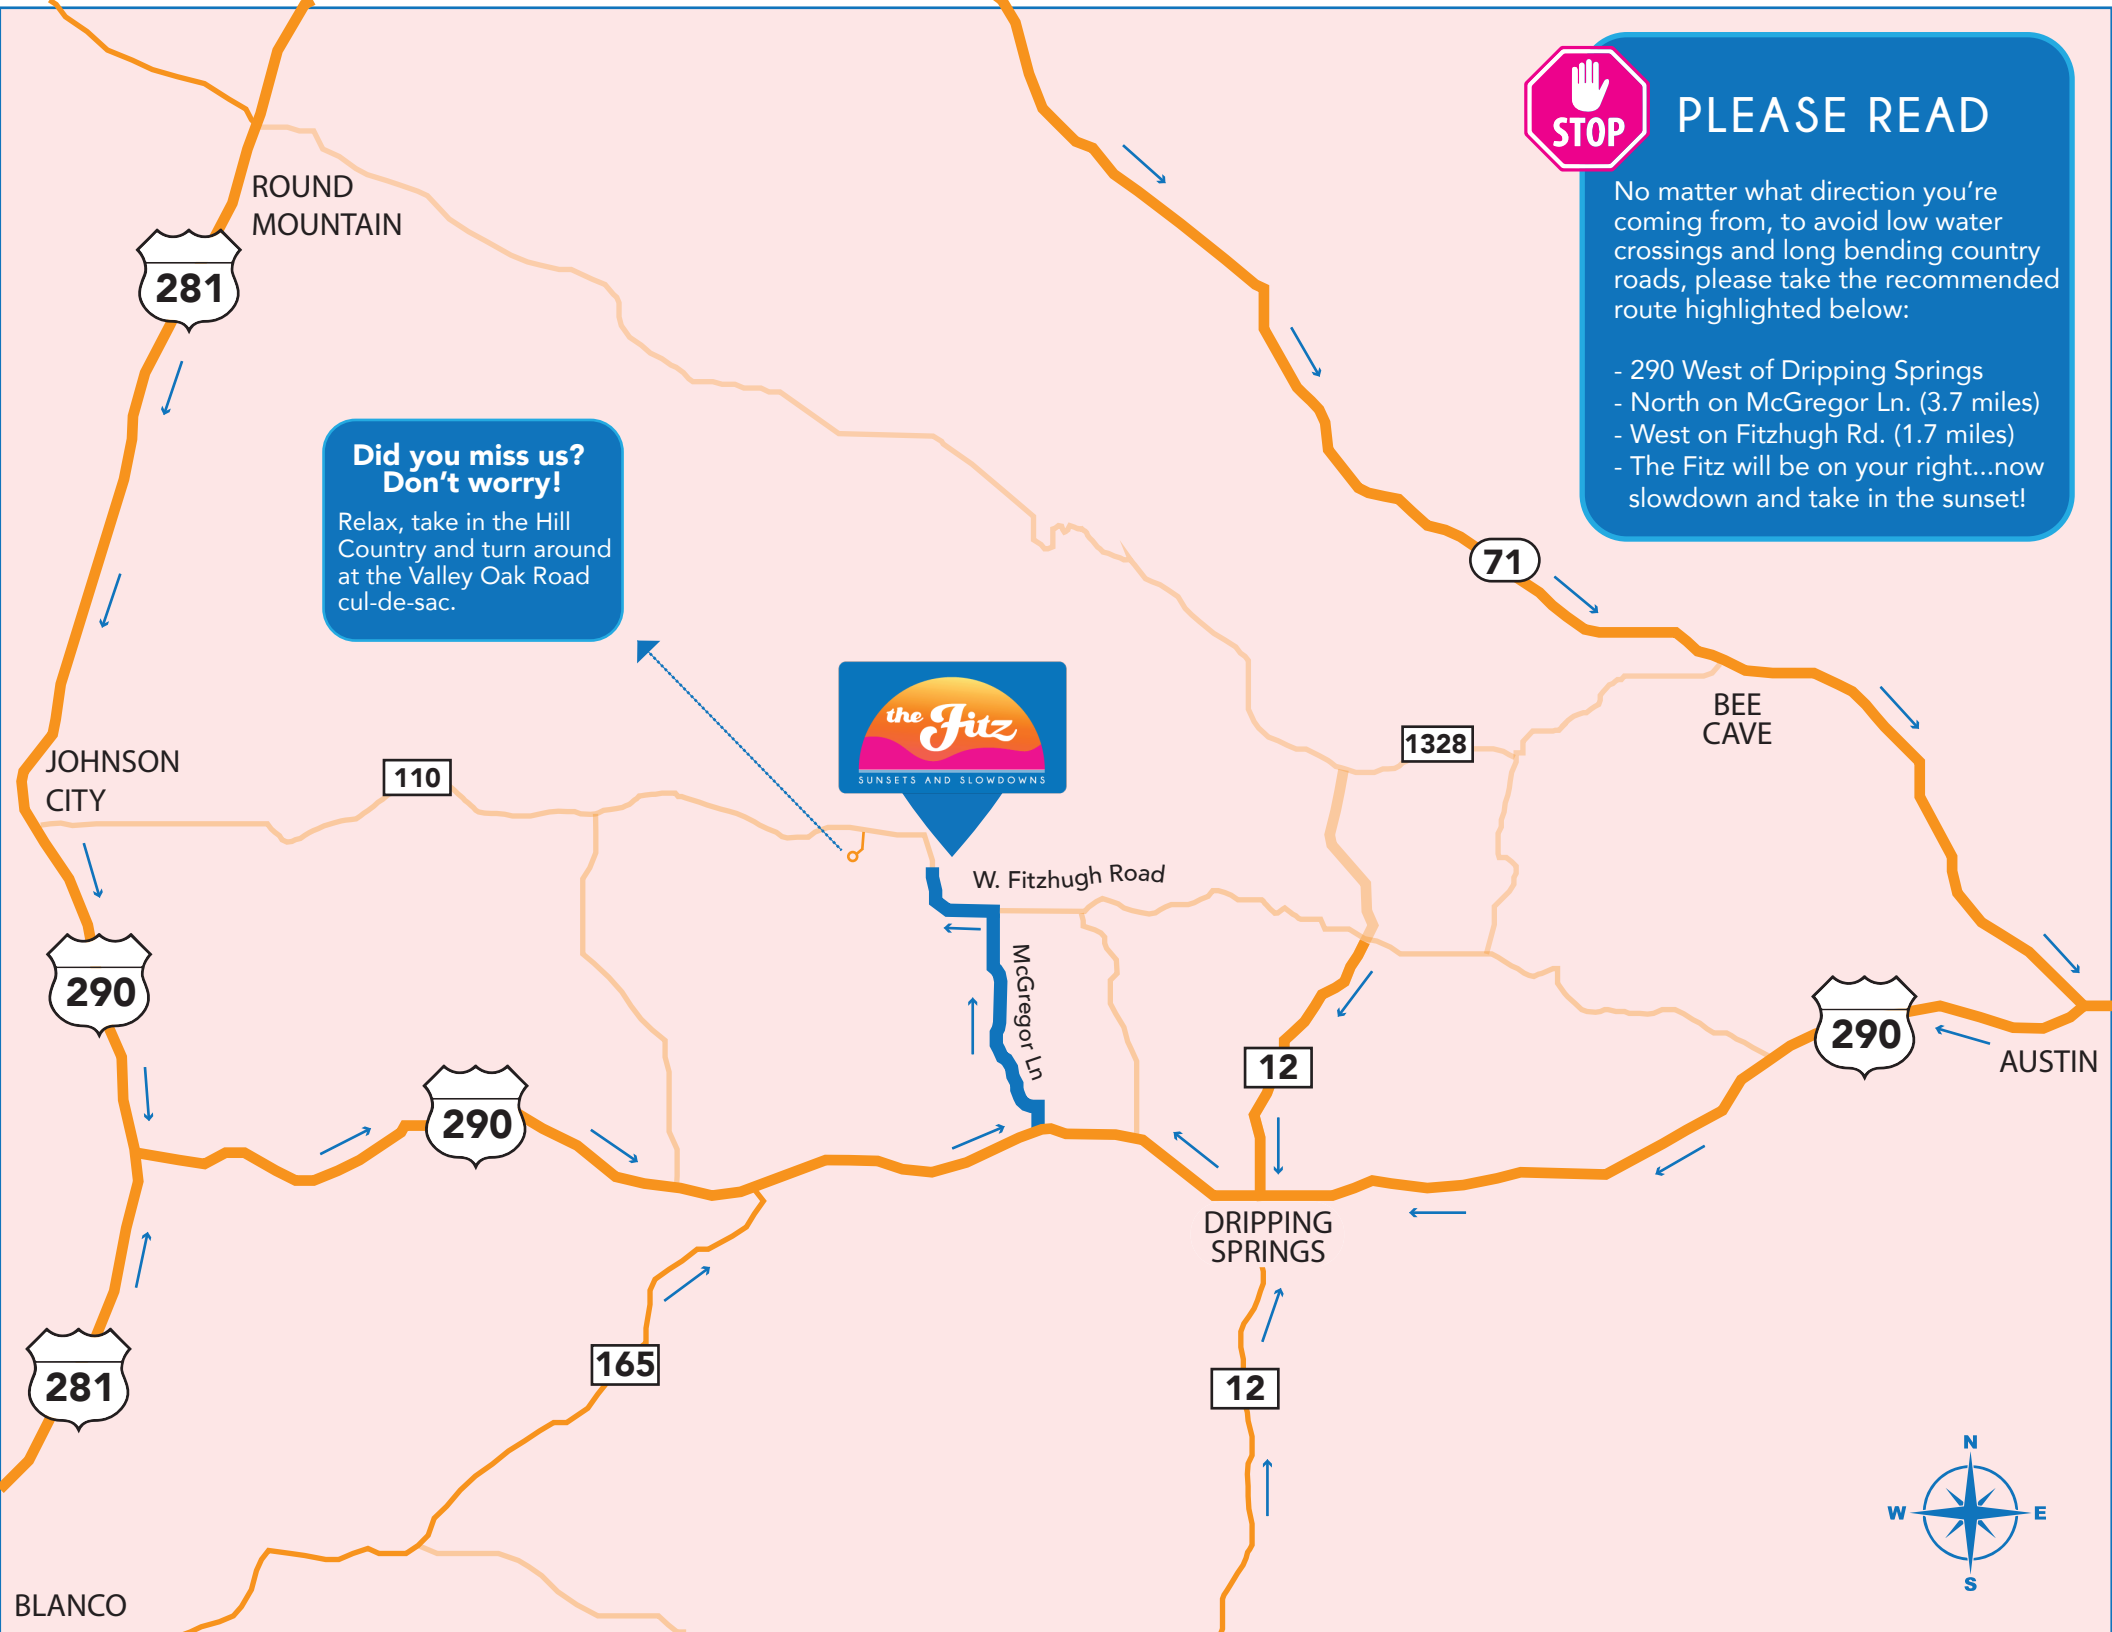 STOP
PLEASE READ
No matter what direction you’re
coming from, to avoid low water
crossings and long bending country
roads, please take the recommended
route highlighted below:
- 290 West of Dripping Springs
- North on McGregor Ln. (3.7 miles)
- West on Fitzhugh Rd. (1.7 miles)
- The Fitz will be on your right...now
slowdown and take in the sunset!
ROUND
MOUNTAIN
281
Did you miss us?
Don’t worry!
Relax, take in the Hill
Country and turn around
at the Valley Oak Road
cul-de-sac.
71
the Fitz
SUNSETS AND SLOWDOWNS
BEE
CAVE
1328
JOHNSON
CITY
110
W. Fitzhugh Road
McGregor Ln
290
290
AUSTIN
12
290
DRIPPING
SPRINGS
281
165
12
N
W
E
S
BLANCO